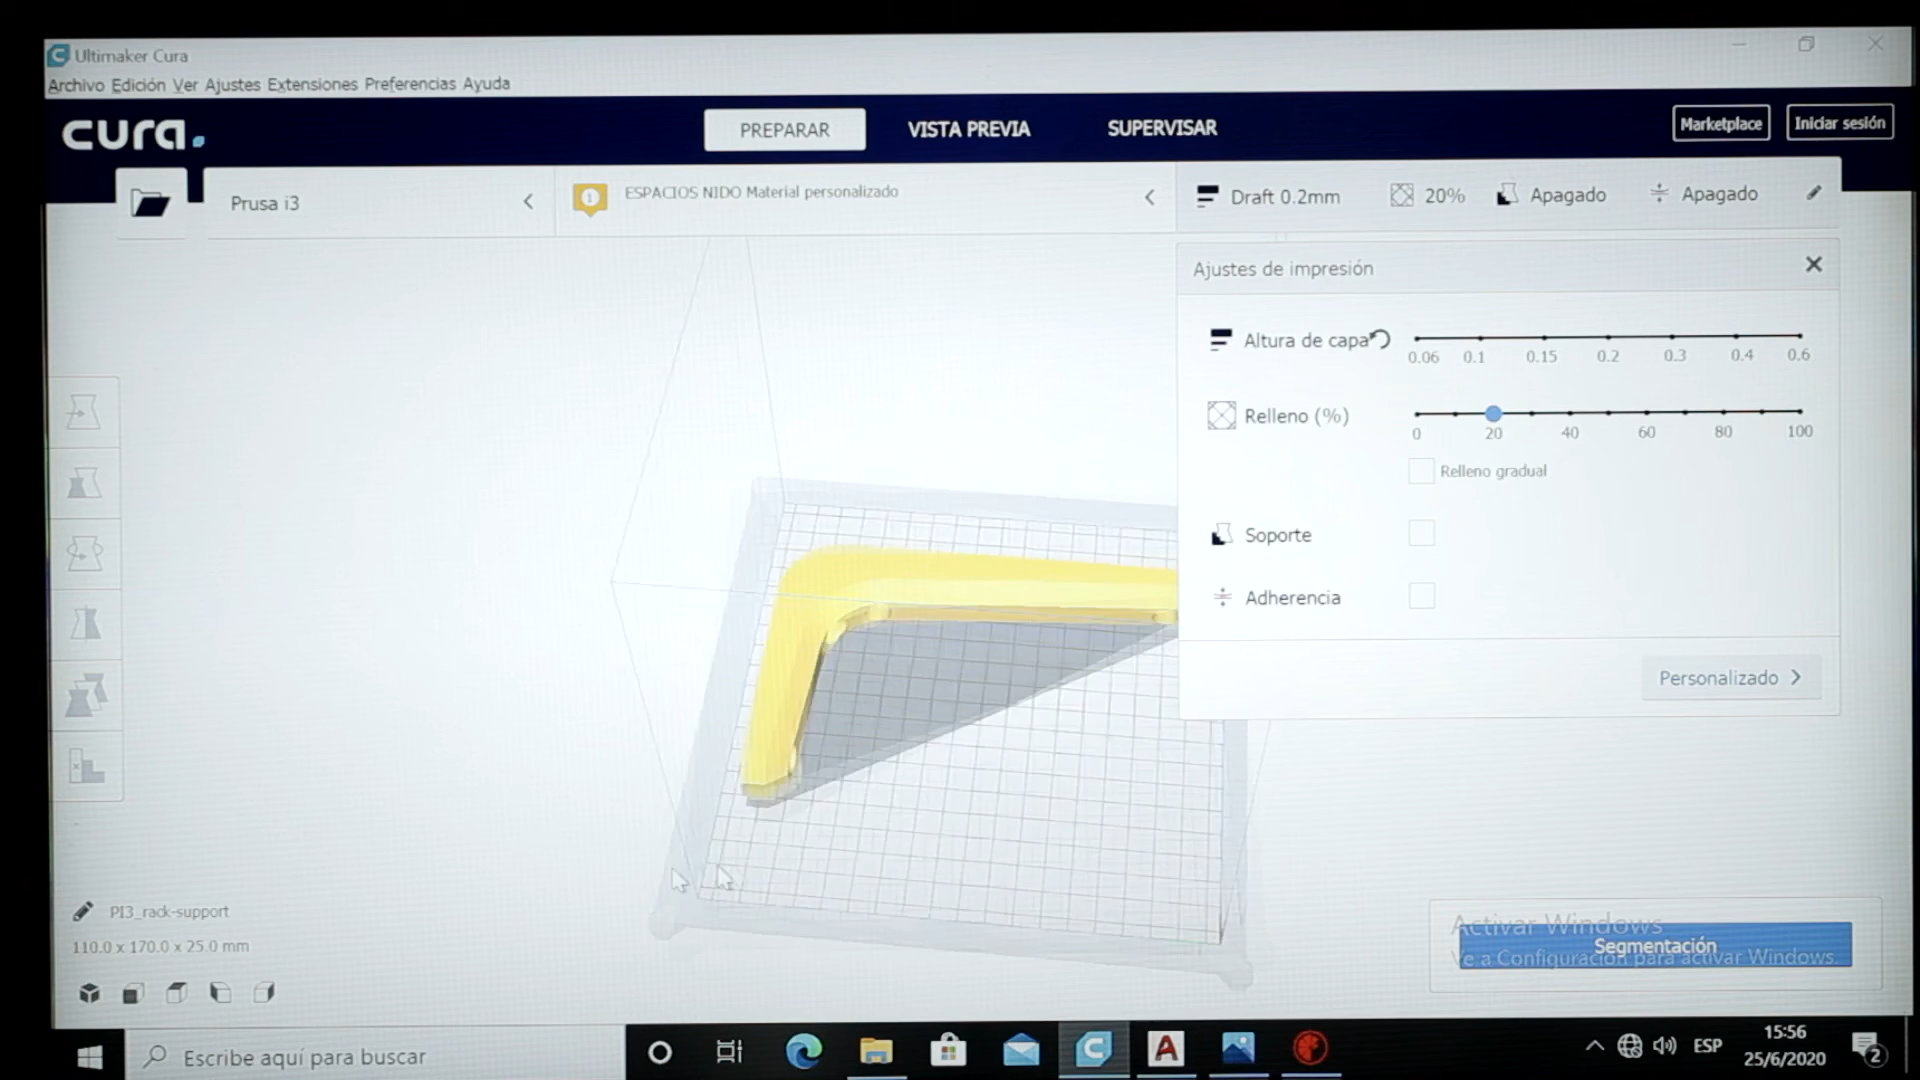 Ultimaker Cura
Archivo Edición Ver Ajustes Extensiones Preferencias Ayuda
cura.
PREPARAR
VISTA PREVIA
SUPERVISAR
Marketplace
Iniciar sesión
Prusa i3
1
ESPACIOS NIDO Material personalizado
Draft 0.2mm
20%
Apagado
Apagado
Ajustes de impresión
Altura de capa
0.06 0.1 0.15 0.2 0.3 0.4 0.6
Relleno (%)
0 20 40 60 80 100
Relleno gradual
Soporte
Adherencia
Personalizado
PI3_rack-support
110.0 x 170.0 x 25.0 mm
Activar Windows
Segmentación
Ve a Configuración para activar Windows.
Escribe aquí para buscar
ESP
15:56
25/6/2020
2